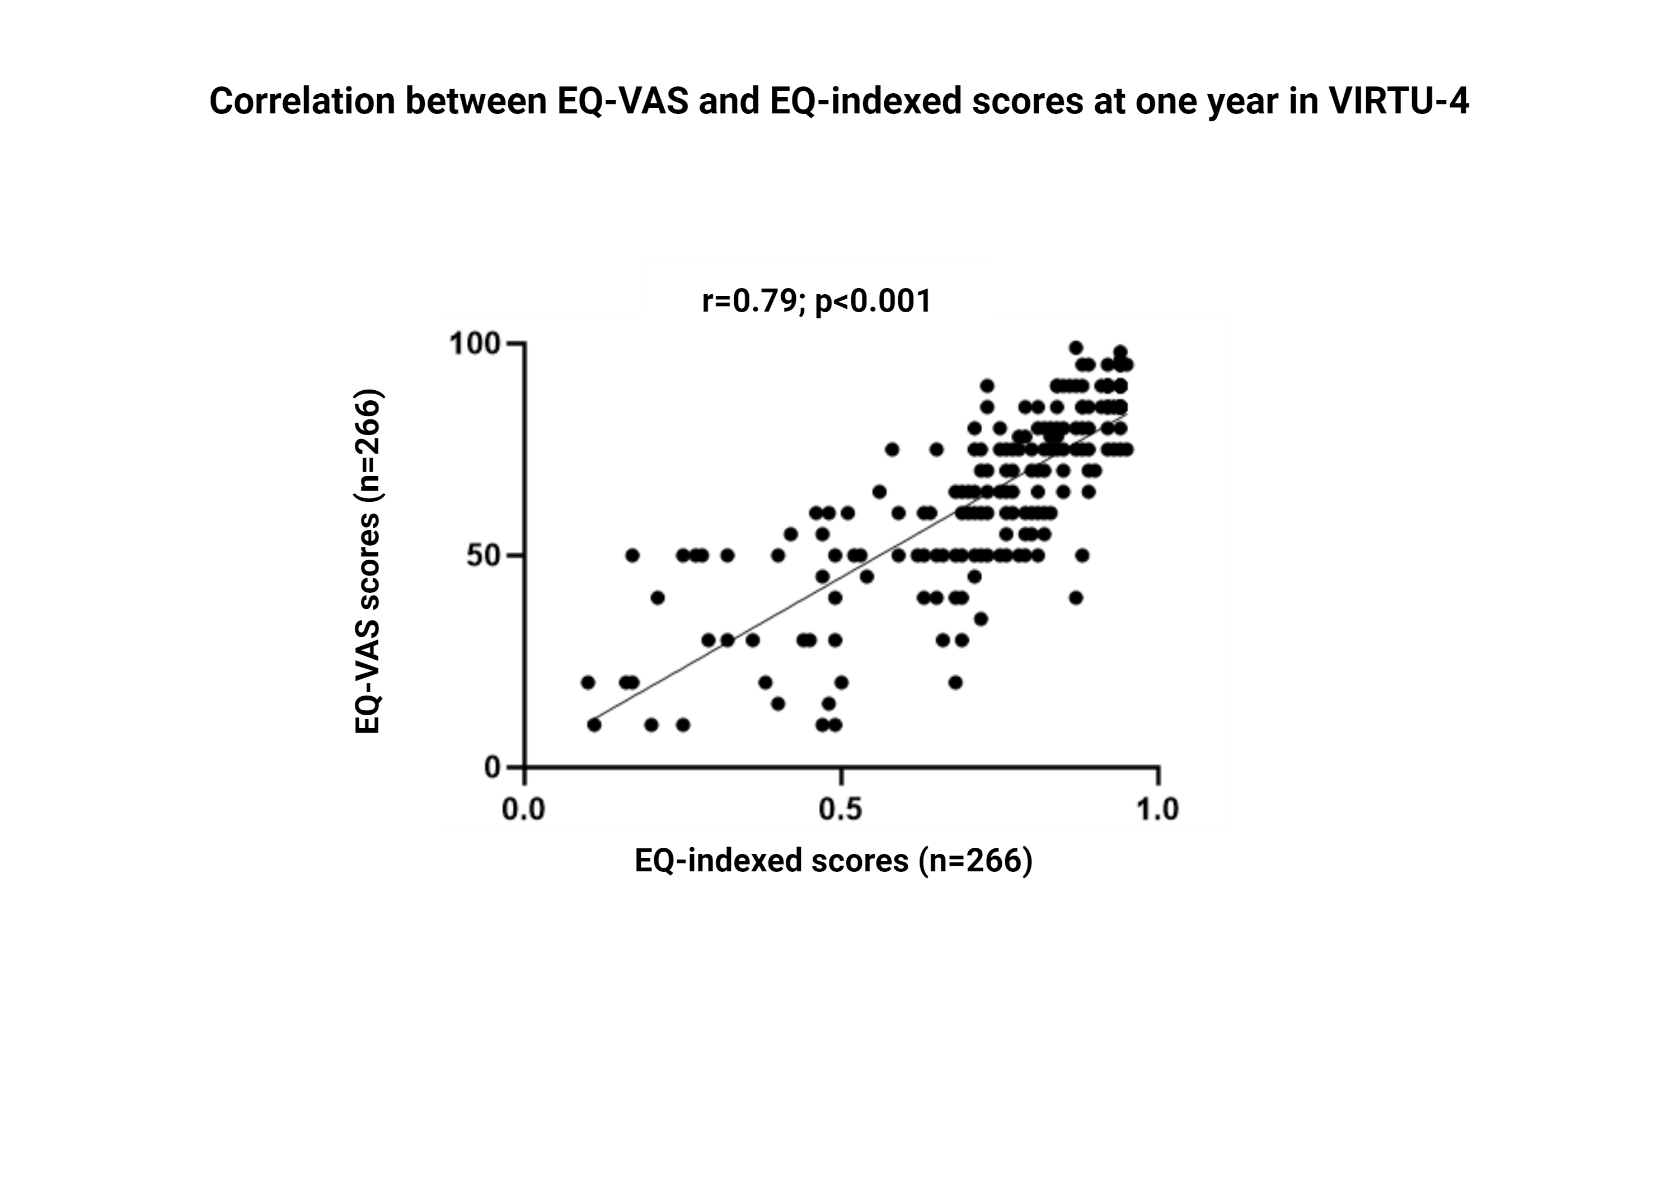 Correlation between EQ-VAS and EQ-indexed scores at one year in VIRTU-4
r=0.79; p<0.001
100
50
0
EQ-VAS scores (n=266)
0.0
0.5
1.0
EQ-indexed scores (n=266)